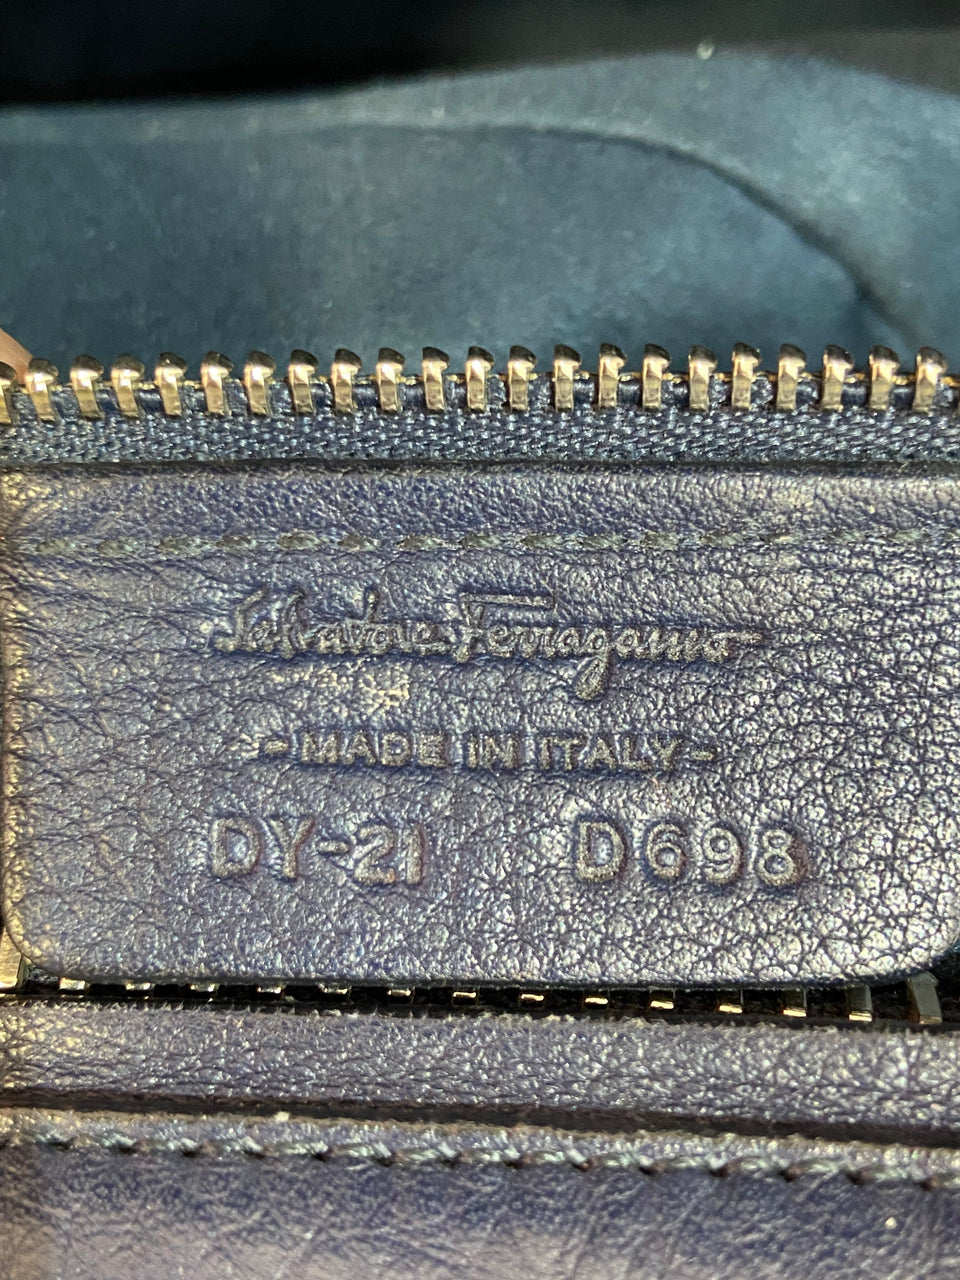 Salvatore Ferragamo
-MADE IN ITALY-
DY-21 D698